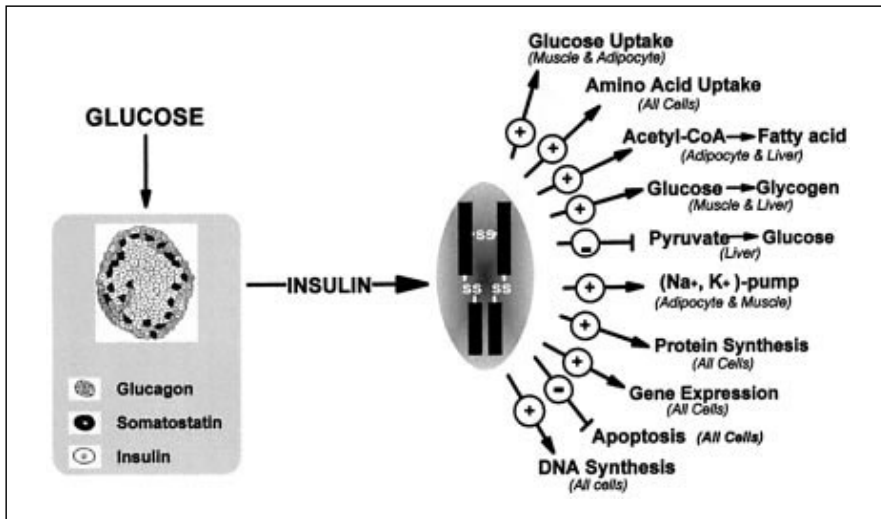 GLUCOSE
Glucagon
Somatostatin
Insulin
INSULIN
SS
SS SS
Glucose Uptake
(Muscle & Adipocyte)
Amino Acid Uptake
(All Cells)
Acetyl-CoA Fatty acid
(Adipocyte & Liver)
Glucose Glycogen
(Muscle & Liver)
Pyruvate Glucose
(Liver)
(Na+, K+ )-pump
(Adipocyte & Muscle)
Protein Synthesis
(All Cells)
Gene Expression
(All Cells)
Apoptosis (All Cells)
DNA Synthesis
(All cells)